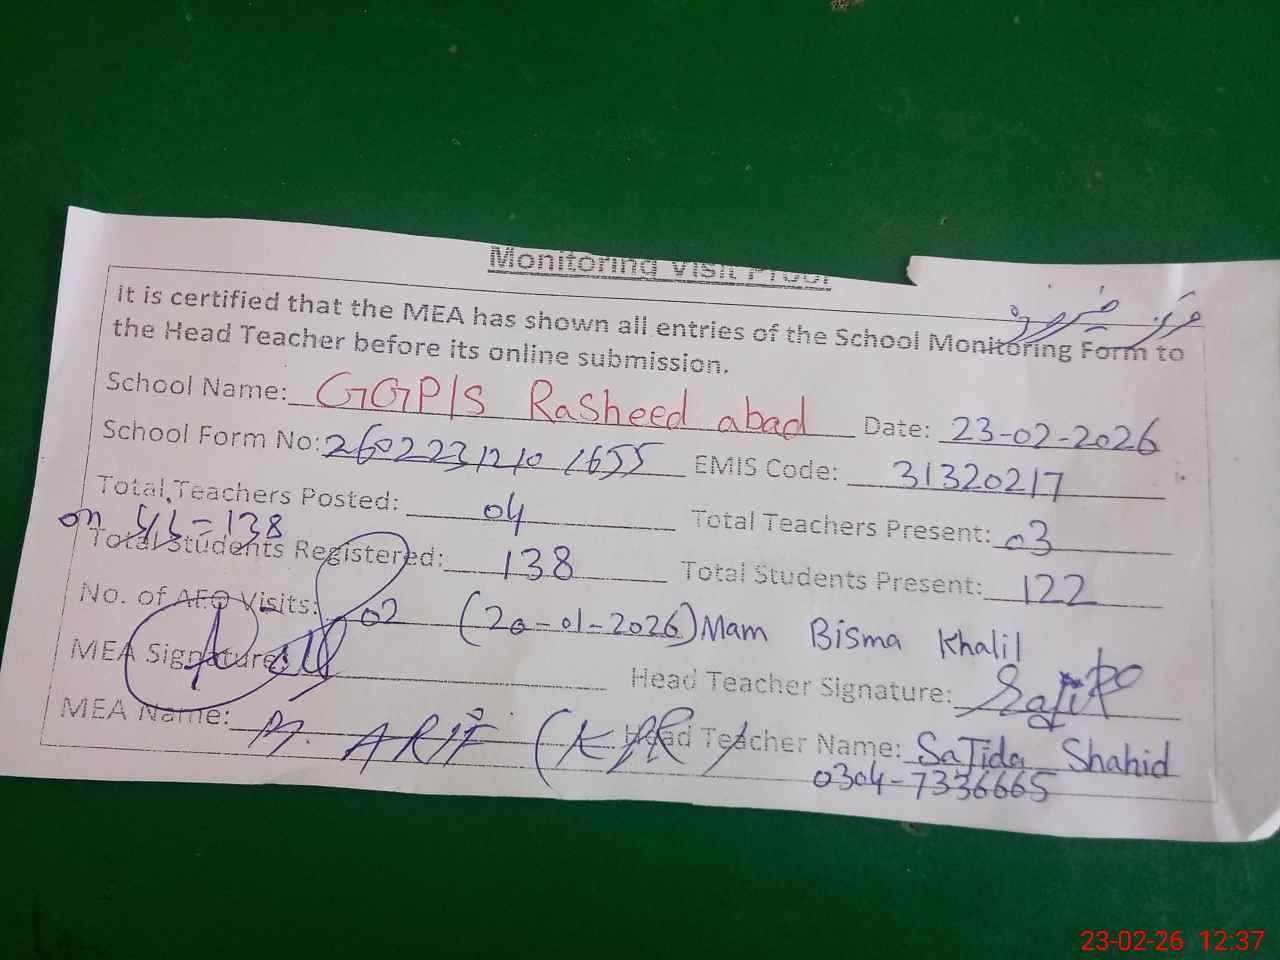 Monitoring Visit Proof
It is certified that the MEA has shown all entries of the School Monitoring Form to
the Head Teacher before its online submission.
School Name: GGP/S Rasheed abad Date: 23-02-2026
School Form No: 2602231210 1655 EMIS Code: 31320217
Total Teachers Posted: 04 Total Teachers Present: 03
on S/S = 138
Total Students Registered: 138 Total Students Present: 122
No. of AEO Visits: 02 (20-01-2026) Mam Bisma Khalil
MEA Signature: Head Teacher Signature:
MEA Name: M. ARIF Head Teacher Name: Sajida Shahid
0304-7336665
23-02-26 12:37